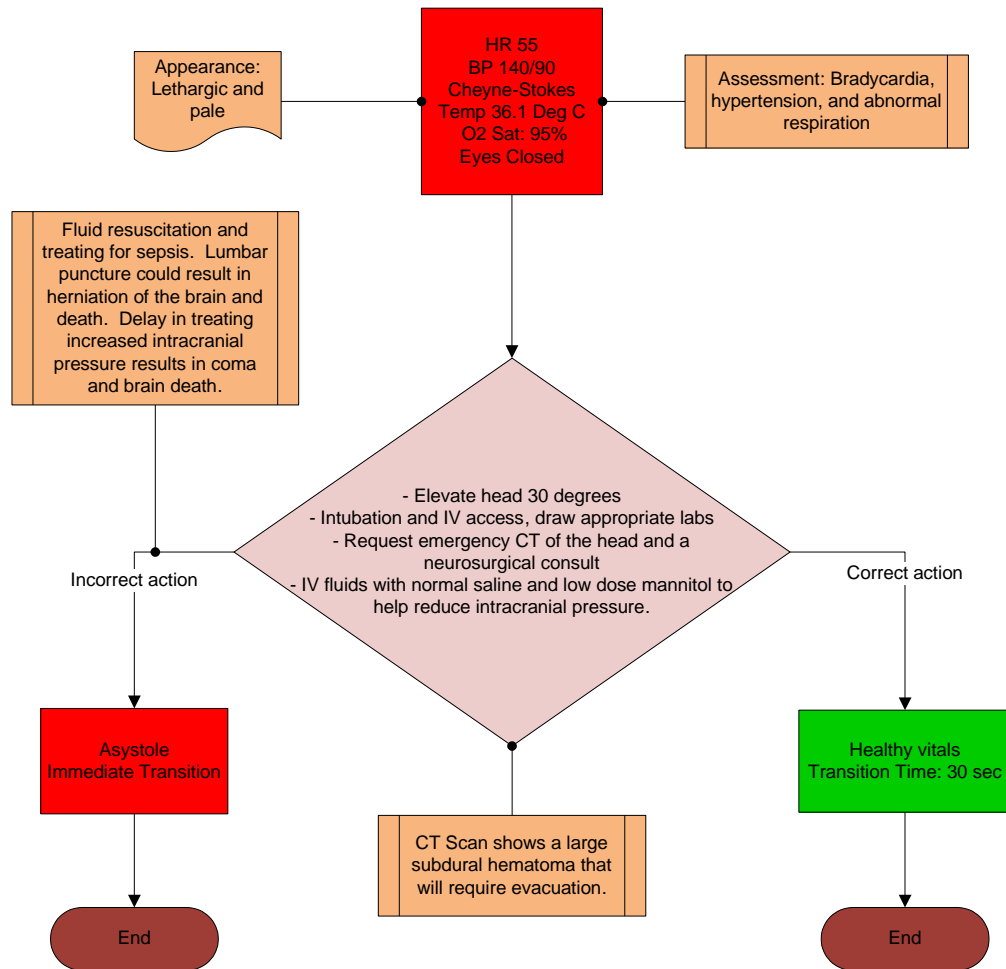 Appearance:
Lethargic and
pale
HR 55
BP 140/90
Cheyne-Stokes
Temp 36.1 Deg C
O2 Sat: 95%
Eyes Closed
Assessment: Bradycardia,
hypertension, and abnormal
respiration
Fluid resuscitation and
treating for sepsis.  Lumbar
puncture could result in
herniation of the brain and
death.  Delay in treating
increased intracranial
pressure results in coma
and brain death.
- Elevate head 30 degrees
- Intubation and IV access, draw appropriate labs
- Request emergency CT of the head and a
neurosurgical consult
- IV fluids with normal saline and low dose mannitol to
help reduce intracranial pressure.
Incorrect action
Correct action
Asystole
Immediate Transition
Healthy vitals
Transition Time: 30 sec
CT Scan shows a large
subdural hematoma that
will require evacuation.
End
End